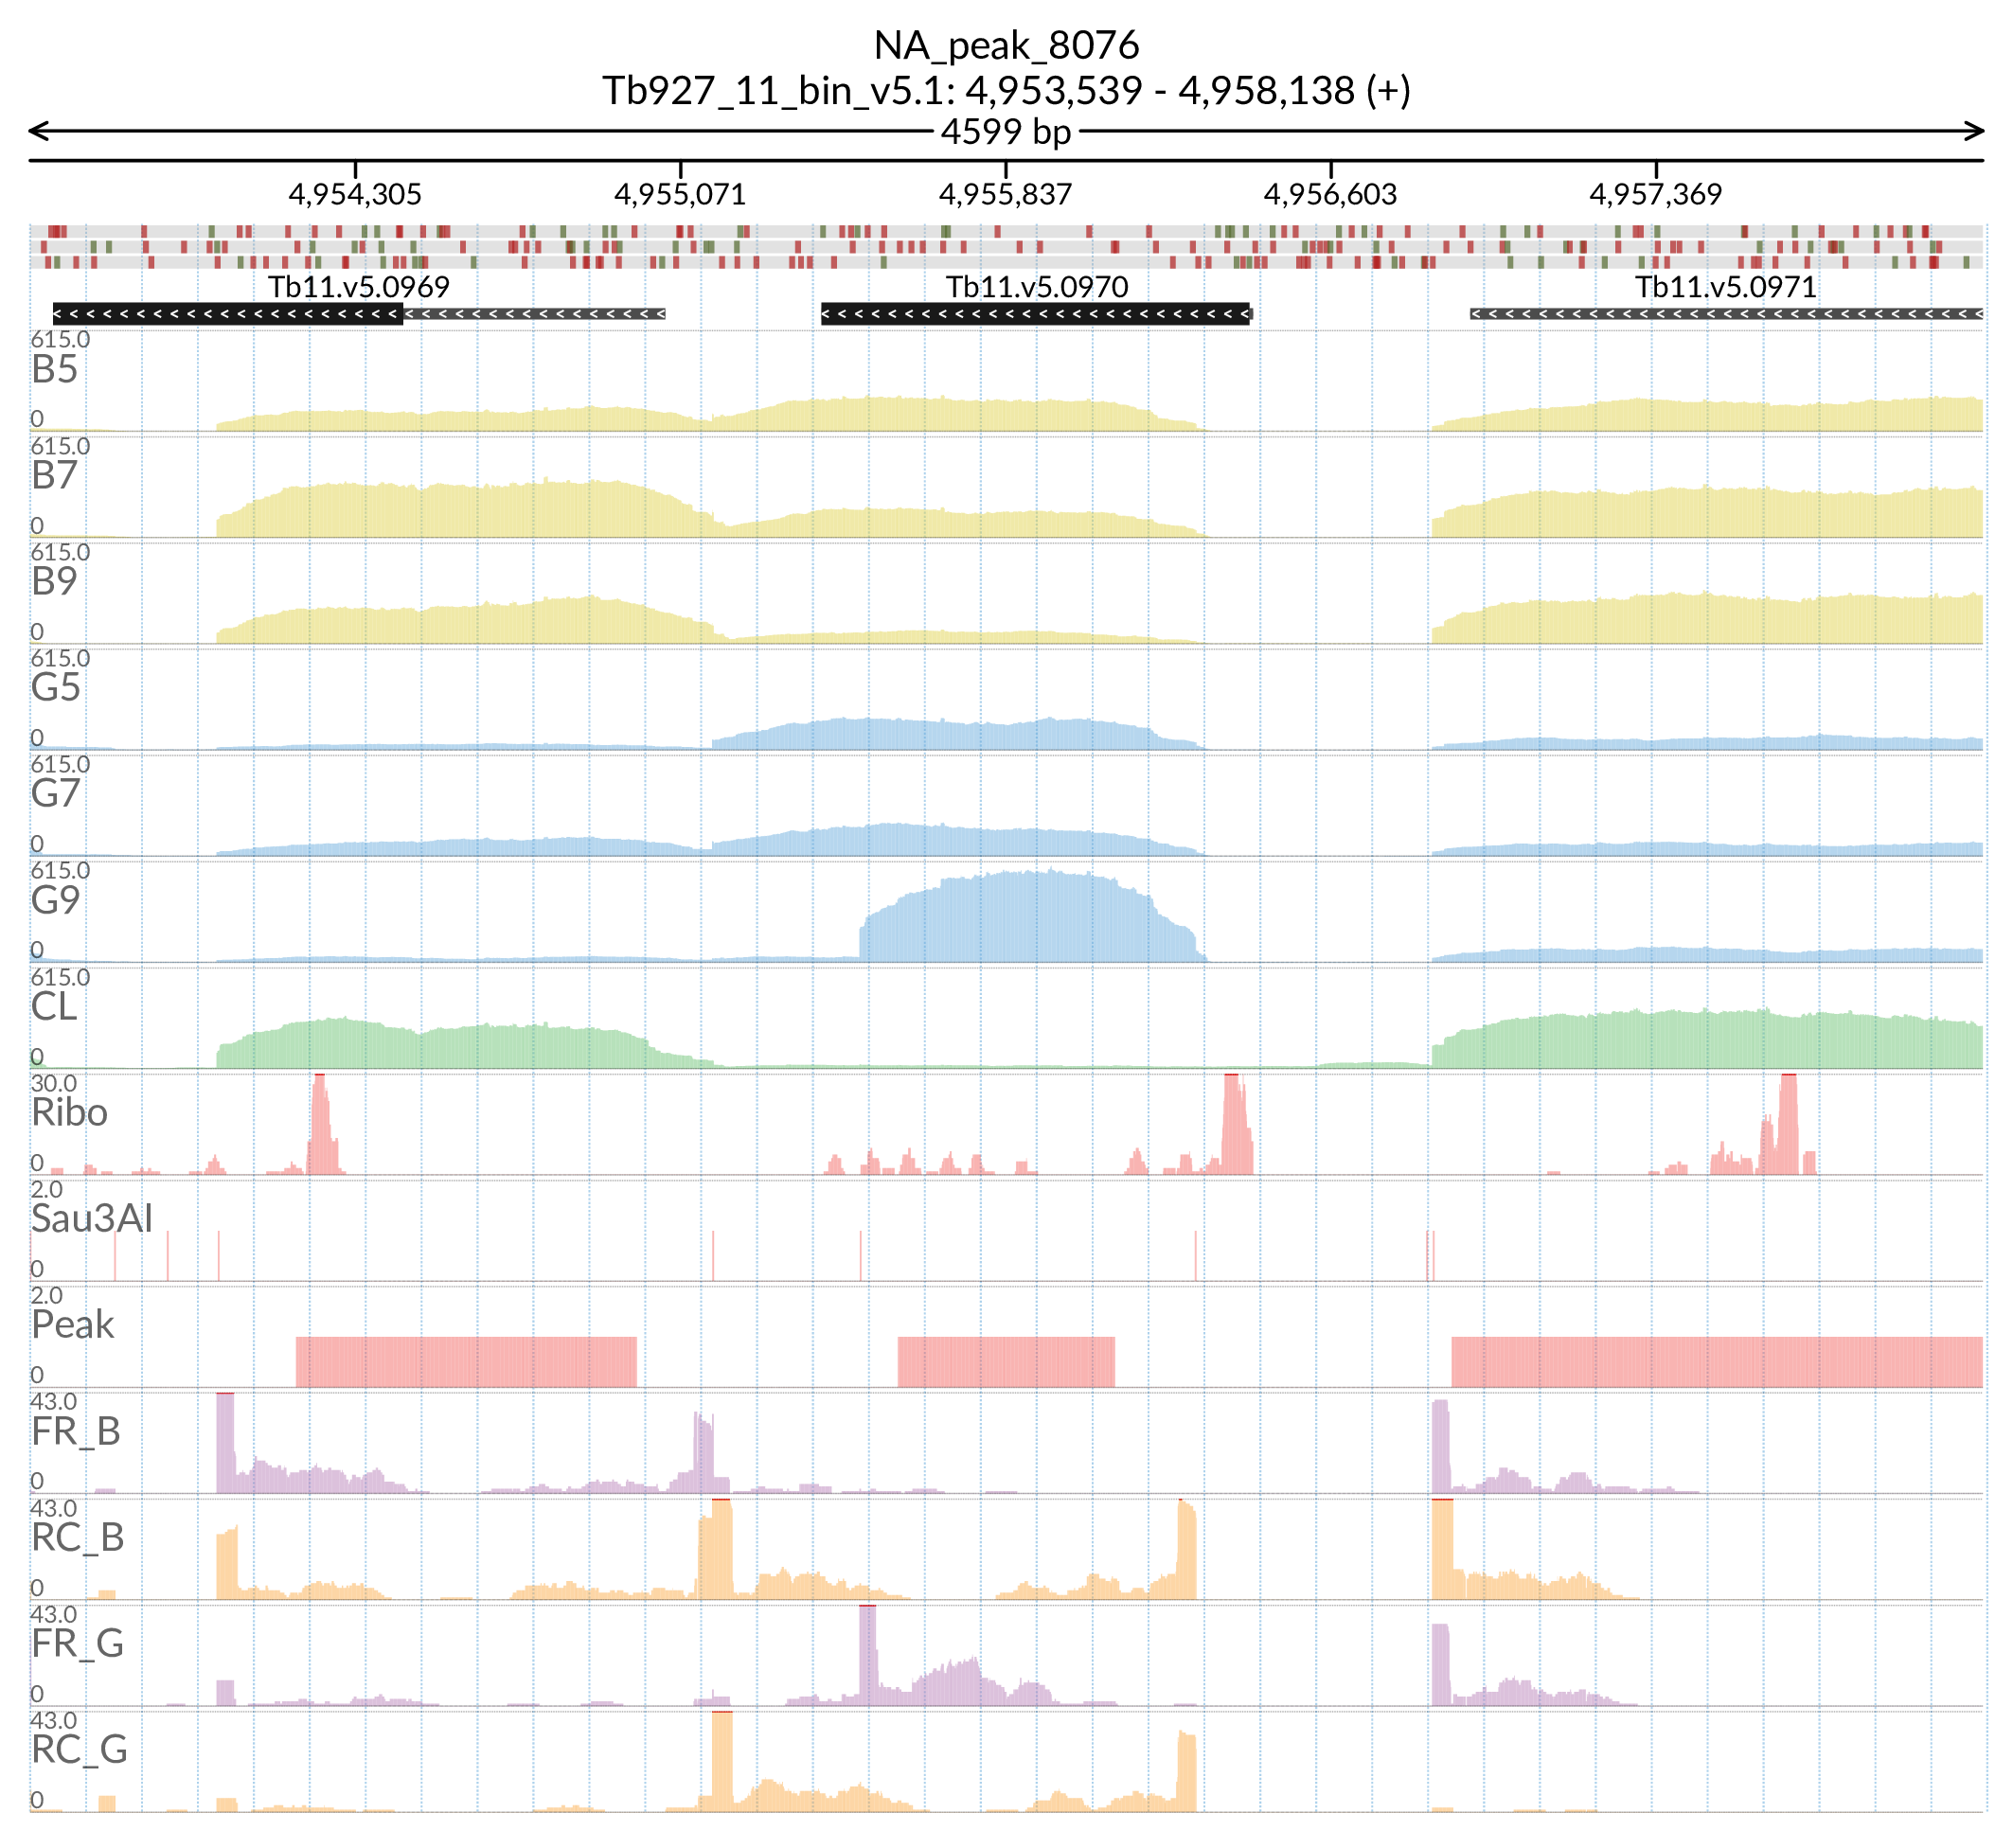 NA_peak_8076
Tb927_11_bin_v5.1: 4,953,539 - 4,958,138 (+)
4599 bp
4,954,305 4,955,071 4,955,837 4,956,603 4,957,369
Tb11.v5.0969 Tb11.v5.0970 Tb11.v5.0971
615.0
B5
0
615.0
B7
0
615.0
B9
0
615.0
G5
0
615.0
G7
0
615.0
G9
0
615.0
CL
0
30.0
Ribo
0
2.0
Sau3AI
0
2.0
Peak
0
43.0
FR_B
0
43.0
RC_B
0
43.0
FR_G
0
43.0
RC_G
0